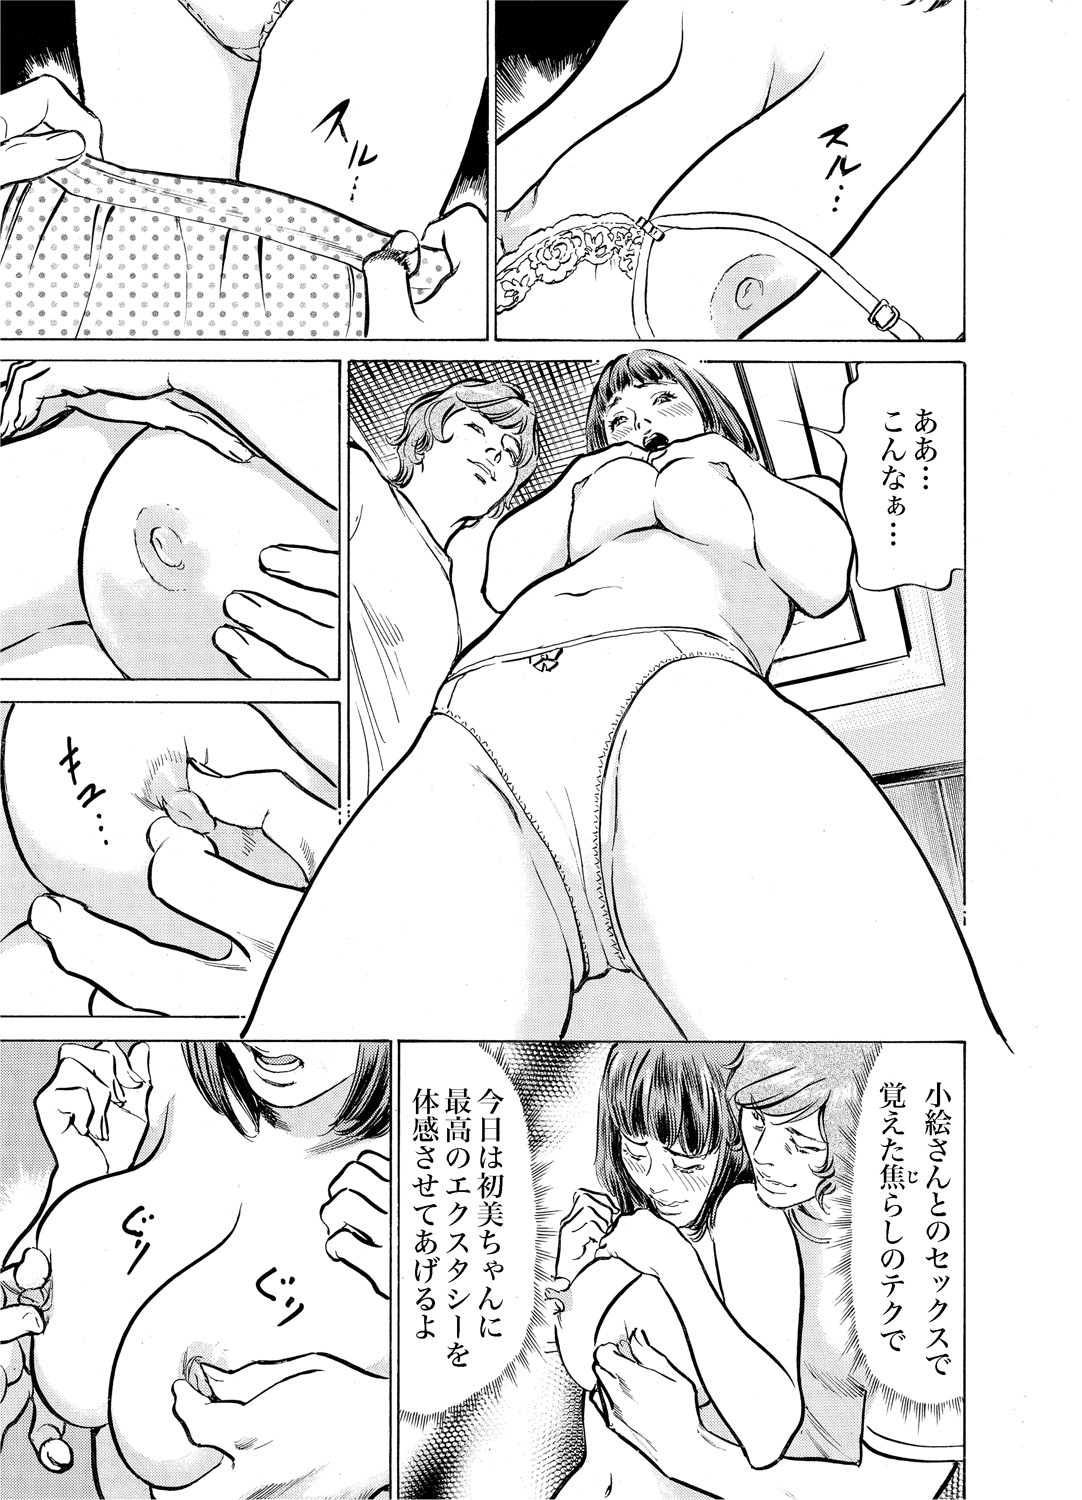 スル…
スル…
ああ…
こんなぁ…
キュ…
小絵さんとのセックスで
覚えた焦らしのテクで
じ
今日は初美ちゃんに
最高のエクスタシーを
体感させてあげるよ
ぐリ
ぐリ